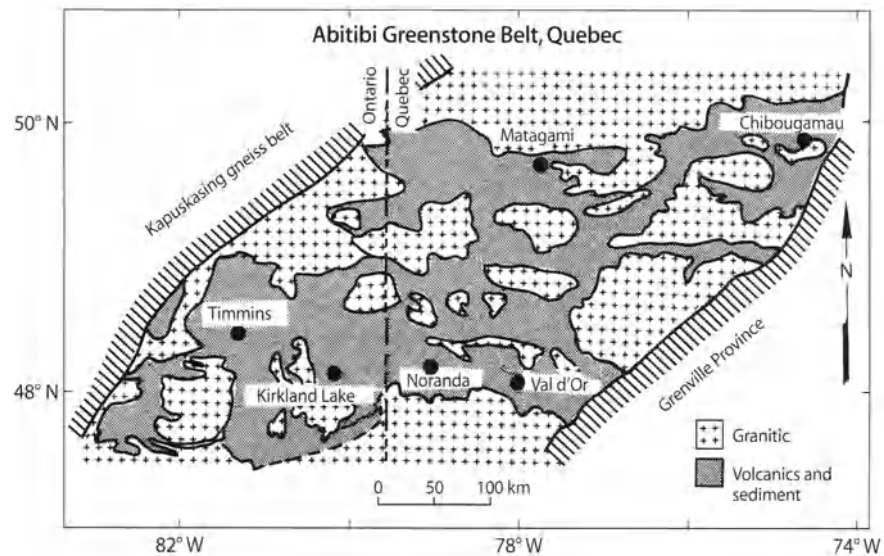 Abitibi Greenstone Belt, Quebec
Ontario
Quebec
50° N
Matagami
Chibougamau
Kapuskasing gneiss belt
N
Timmins
Kirkland Lake
Noranda
Val d'Or
48° N
Grenville Province
Granitic
Volcanics and
sediment
0 50 100 km
82° W
78° W
74° W